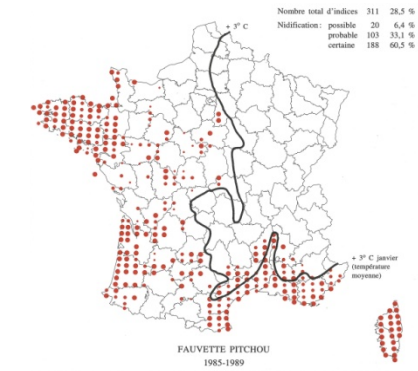 Nombre total d'indices 311 28,5 %
Nidification : possible 20 6,4 %
probable 103 33,1 %
certaine 188 60,5 %
+ 3° C
+ 3° C janvier
(température
moyenne)
FAUVETTE PITCHOU
1985-1989